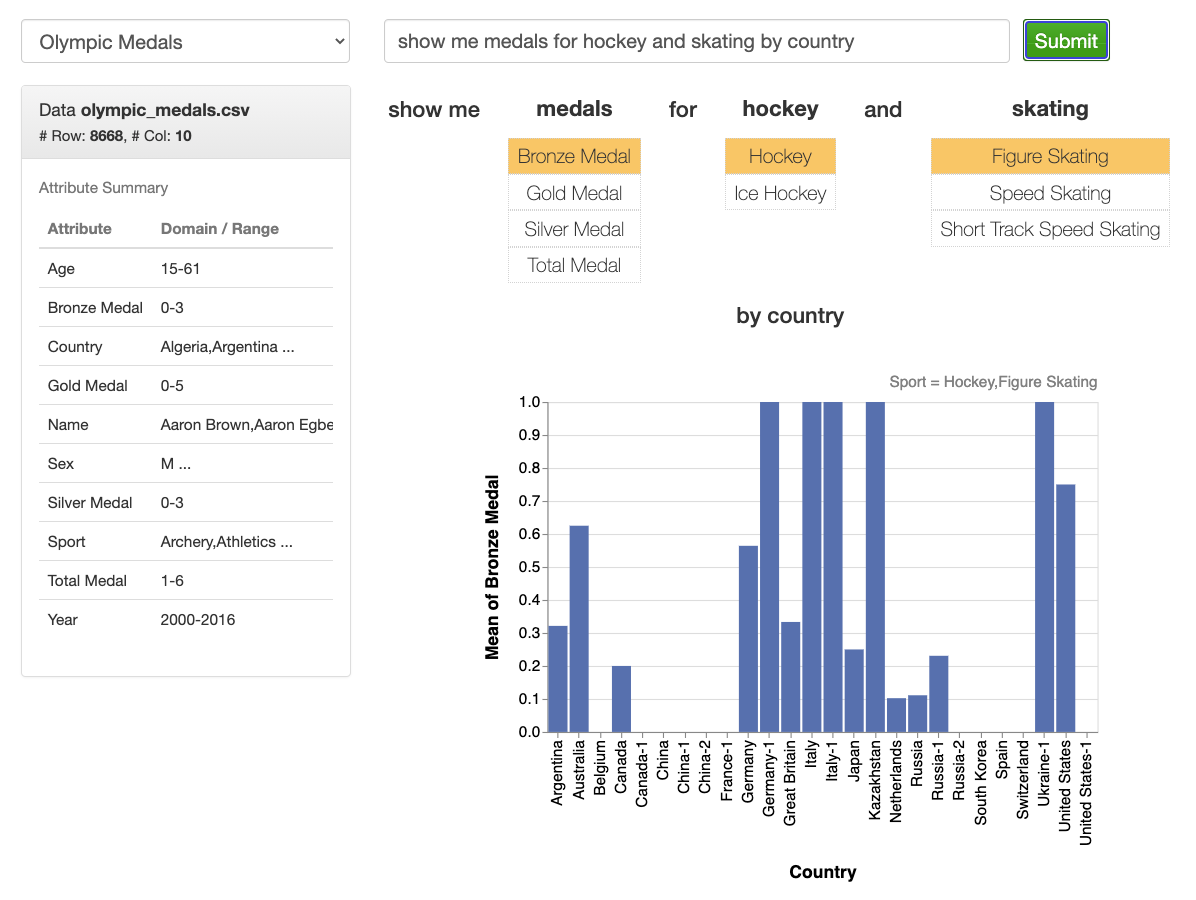 Olympic Medals
show me medals for hockey and skating by country
Submit
Data olympic_medals.csv
# Row: 8668, # Col: 10
Attribute Summary
Attribute Domain / Range
Age 15-61
Bronze Medal 0-3
Country Algeria,Argentina ...
Gold Medal 0-5
Name Aaron Brown,Aaron Egbe
Sex M ...
Silver Medal 0-3
Sport Archery,Athletics ...
Total Medal 1-6
Year 2000-2016
show me medals for hockey and skating
Bronze Medal Hockey Figure Skating
Gold Medal Ice Hockey Speed Skating
Silver Medal Short Track Speed Skating
Total Medal
by country
Sport = Hockey,Figure Skating
Mean of Bronze Medal
1.0
0.9
0.8
0.7
0.6
0.5
0.4
0.3
0.2
0.1
0.0
Argentina
Australia
Belgium
Canada
Canada-1
China
China-1
China-2
France-1
Germany
Germany-1
Great Britain
Italy
Italy-1
Japan
Kazakhstan
Netherlands
Russia
Russia-1
Russia-2
South Korea
Spain
Switzerland
Ukraine-1
United States
United States-1
Country